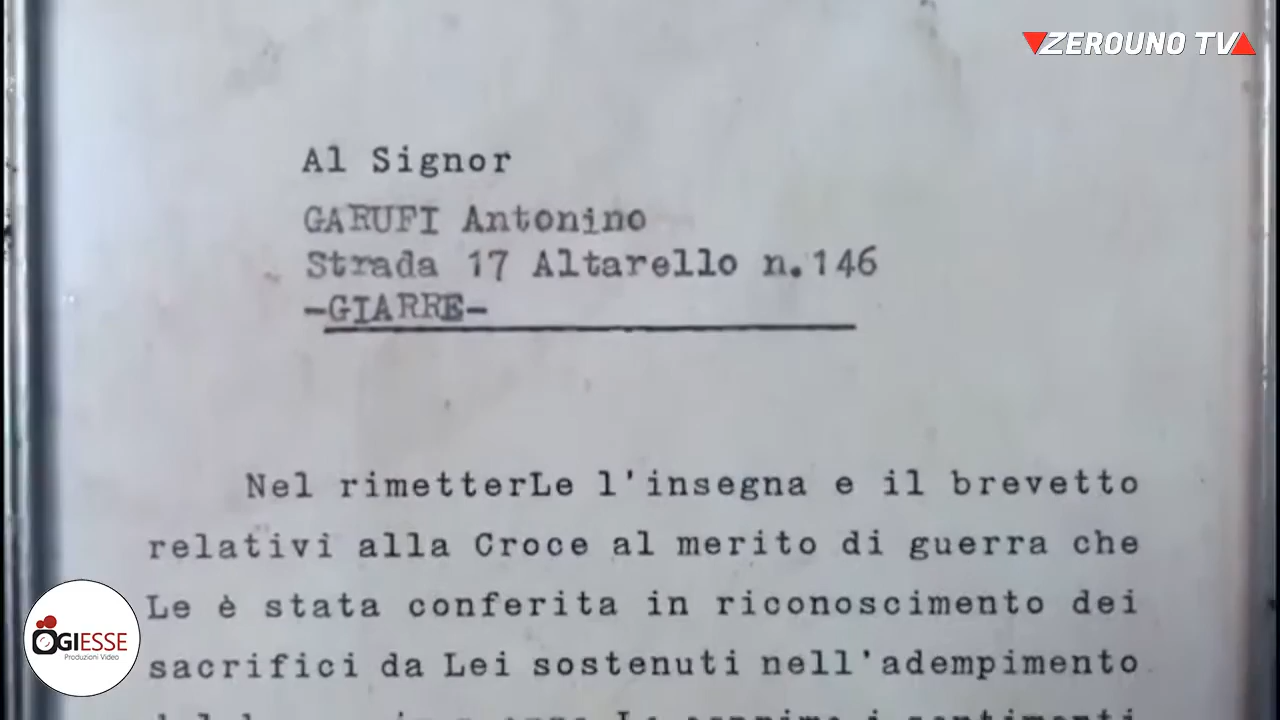 ZEROUNO TV
Al Signor
GARUFI Antonino
Strada 17 Altarello n.146
-GIARRE-
Nel rimetterLe l'insegna e il brevetto
relativi alla Croce al merito di guerra che
Le è stata conferita in riconoscimento dei
sacrifici da Lei sostenuti nell'adempimento
OGIESSE
Produzioni Video